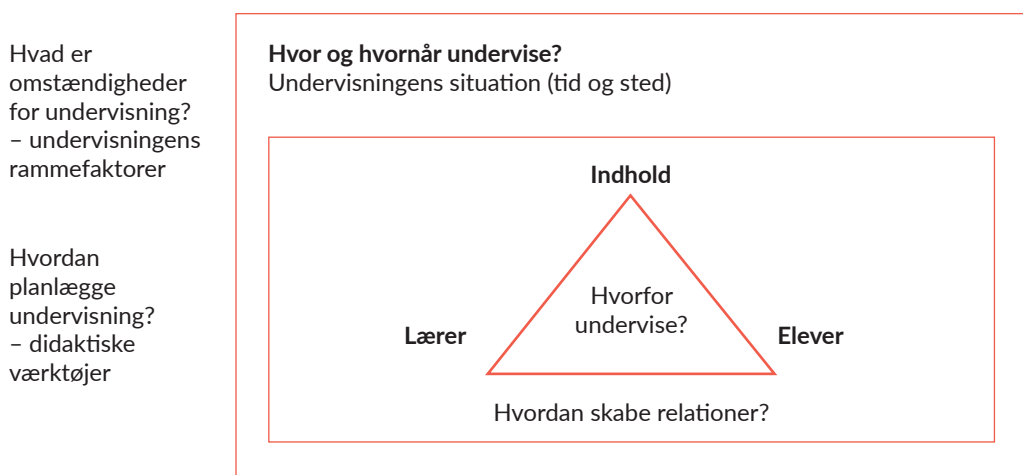 Hvad er
omstændigheder
for undervisning?
– undervisningens
rammefaktorer
Hvordan
planlægge
undervisning?
– didaktiske
værktøjer
Hvor og hvornår undervise?
Undervisningens situation (tid og sted)
Indhold
Hvorfor
undervise?
Lærer
Elever
Hvordan skabe relationer?